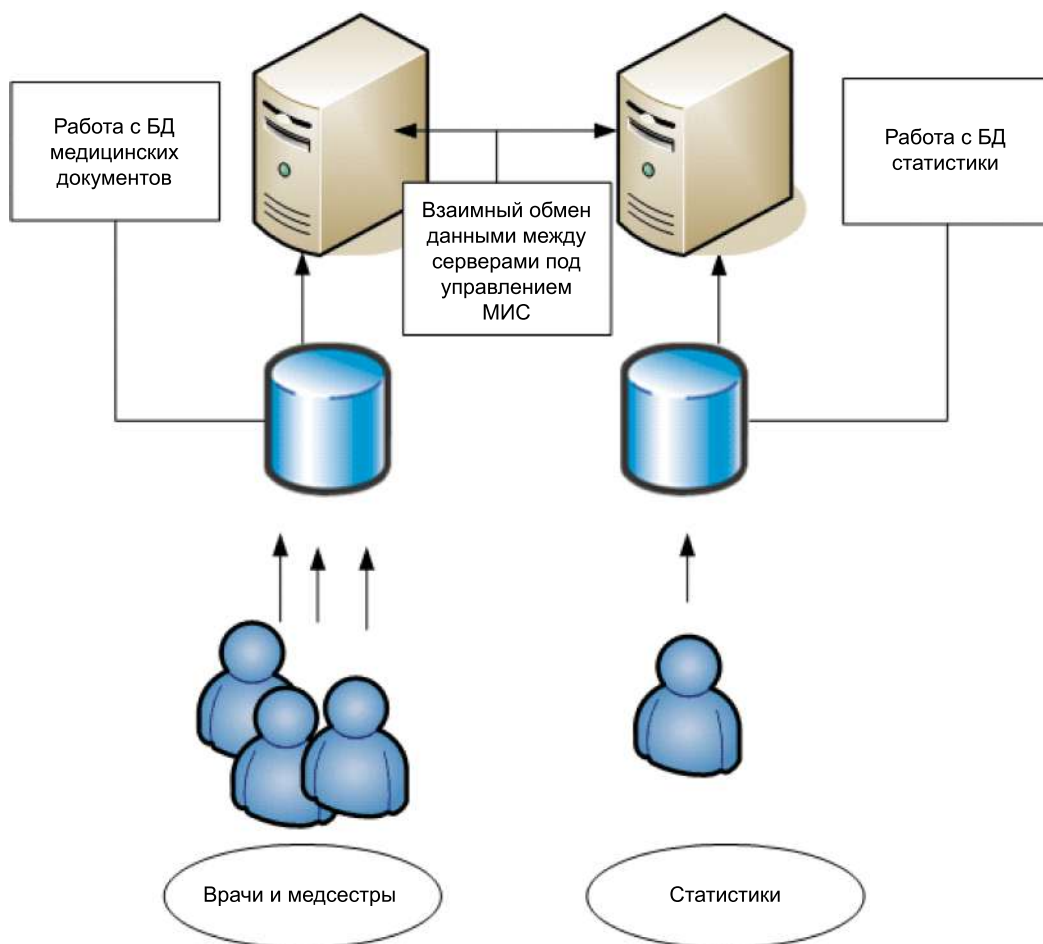 Работа с БД
медицинских
документов
Работа с БД
статистики
Взаимный обмен
данными между
серверами под
управлением
МИС
Врачи и медсестры
Статистики